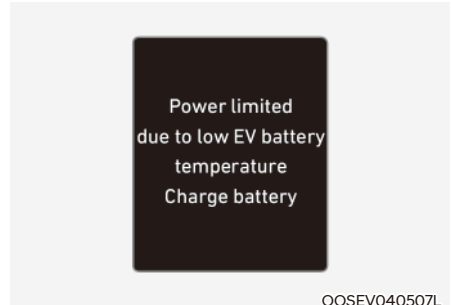 Power limited
due to low EV battery
temperature
Charge battery
OOSEV040507L